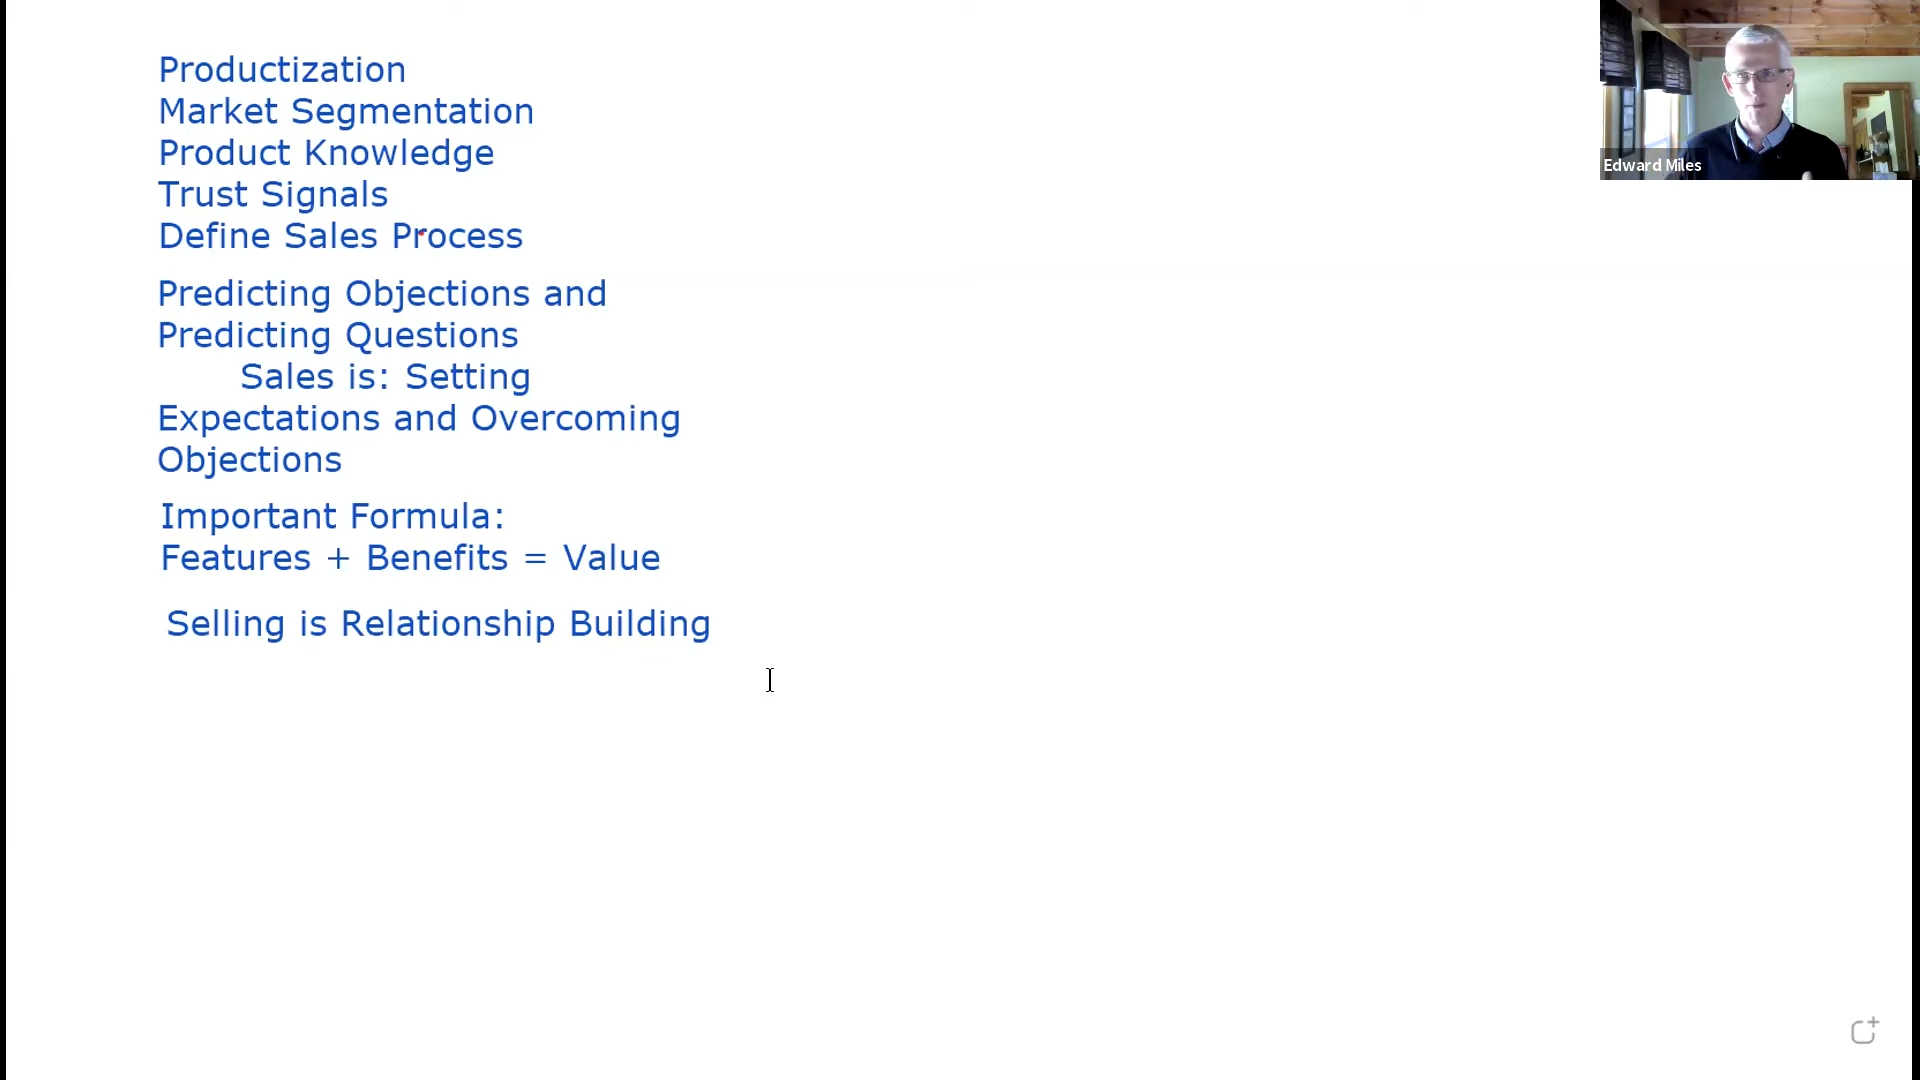 Productization
Market Segmentation
Product Knowledge
Trust Signals
Define Sales Process
Predicting Objections and
Predicting Questions
Sales is: Setting
Expectations and Overcoming
Objections
Important Formula:
Features + Benefits = Value
Selling is Relationship Building
Edward Miles